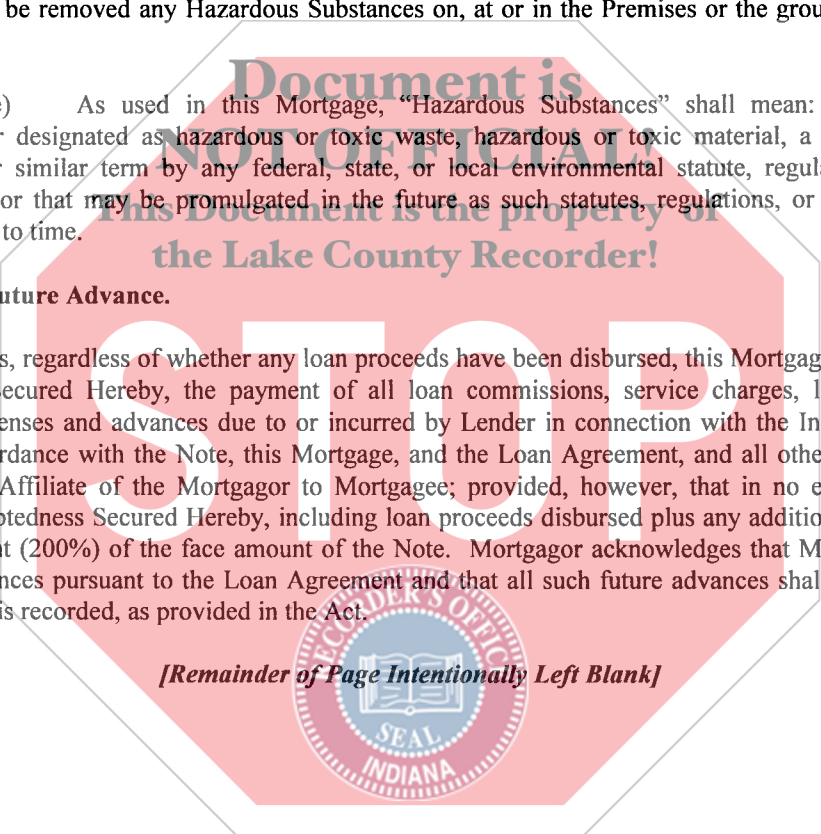 be removed any Hazardous Substances on, at or in the Premises or the grou
Document is
e) As used in this Mortgage, “Hazardous Substances” shall mean:
r designated as hazardous or toxic waste, hazardous or toxic material, a
NOT OFFICIAL!
r similar term by any federal, state, or local environmental statute, regul
or that may be promulgated in the future as such statutes, regulations, or
This Document is the property of
to time.
the Lake County Recorder!
uture Advance.
STOP
s, regardless of whether any loan proceeds have been disbursed, this Mortgag
Secured Hereby, the payment of all loan commissions, service charges, l
enses and advances due to or incurred by Lender in connection with the In
rdance with the Note, this Mortgage, and the Loan Agreement, and all othe
Affiliate of the Mortgagor to Mortgagee; provided, however, that in no e
btedness Secured Hereby, including loan proceeds disbursed plus any additio
t (200%) of the face amount of the Note. Mortgagor acknowledges that M
nces pursuant to the Loan Agreement and that all such future advances shal
is recorded, as provided in the Act.
RECORDER'S OFFICE
[Remainder of Page Intentionally Left Blank]
SEAL
INDIANA